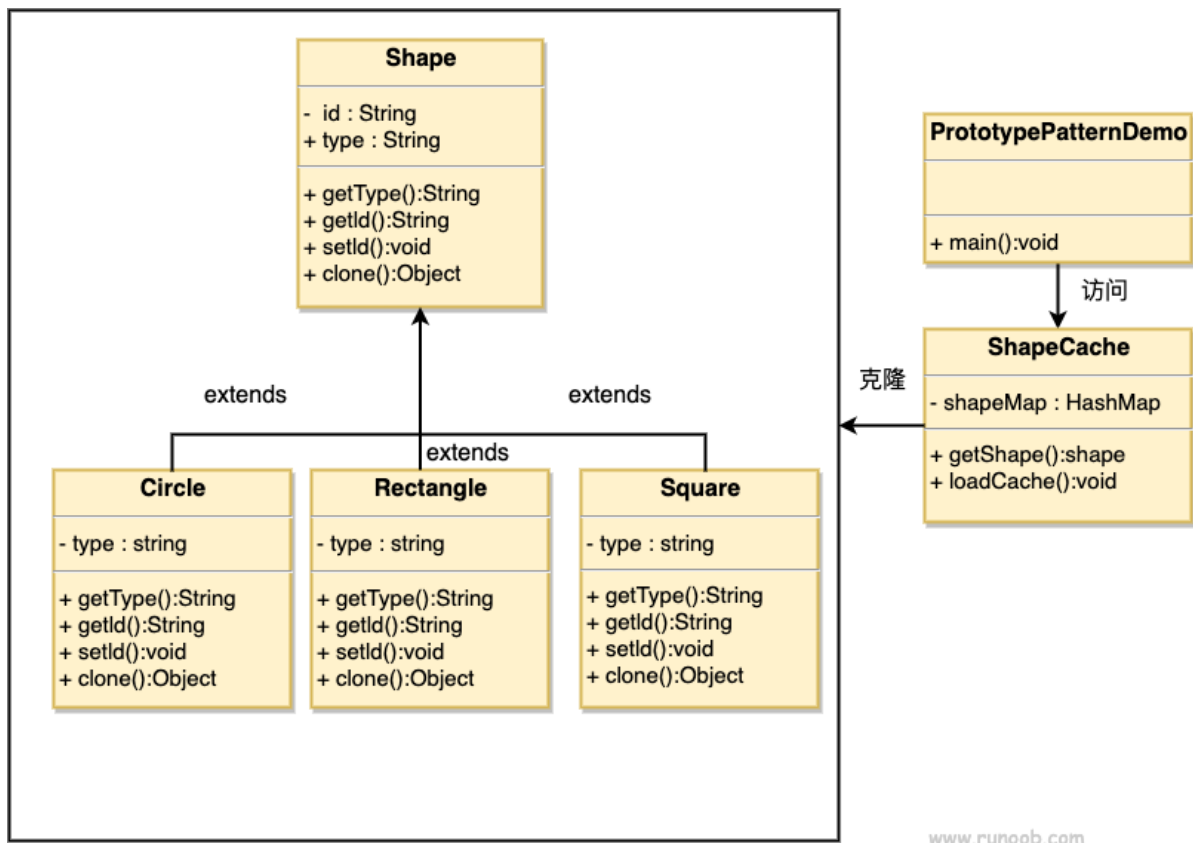 Shape
- id : String
+ type : String
+ getType():String
+ getId():String
+ setId():void
+ clone():Object
extends
extends
extends
Circle
- type : string
+ getType():String
+ getId():String
+ setId():void
+ clone():Object
Rectangle
- type : string
+ getType():String
+ getId():String
+ setId():void
+ clone():Object
Square
- type : string
+ getType():String
+ getId():String
+ setId():void
+ clone():Object
PrototypePatternDemo
+ main():void
访问
ShapeCache
- shapeMap : HashMap
+ getShape():shape
+ loadCache():void
克隆
www.runoob.com